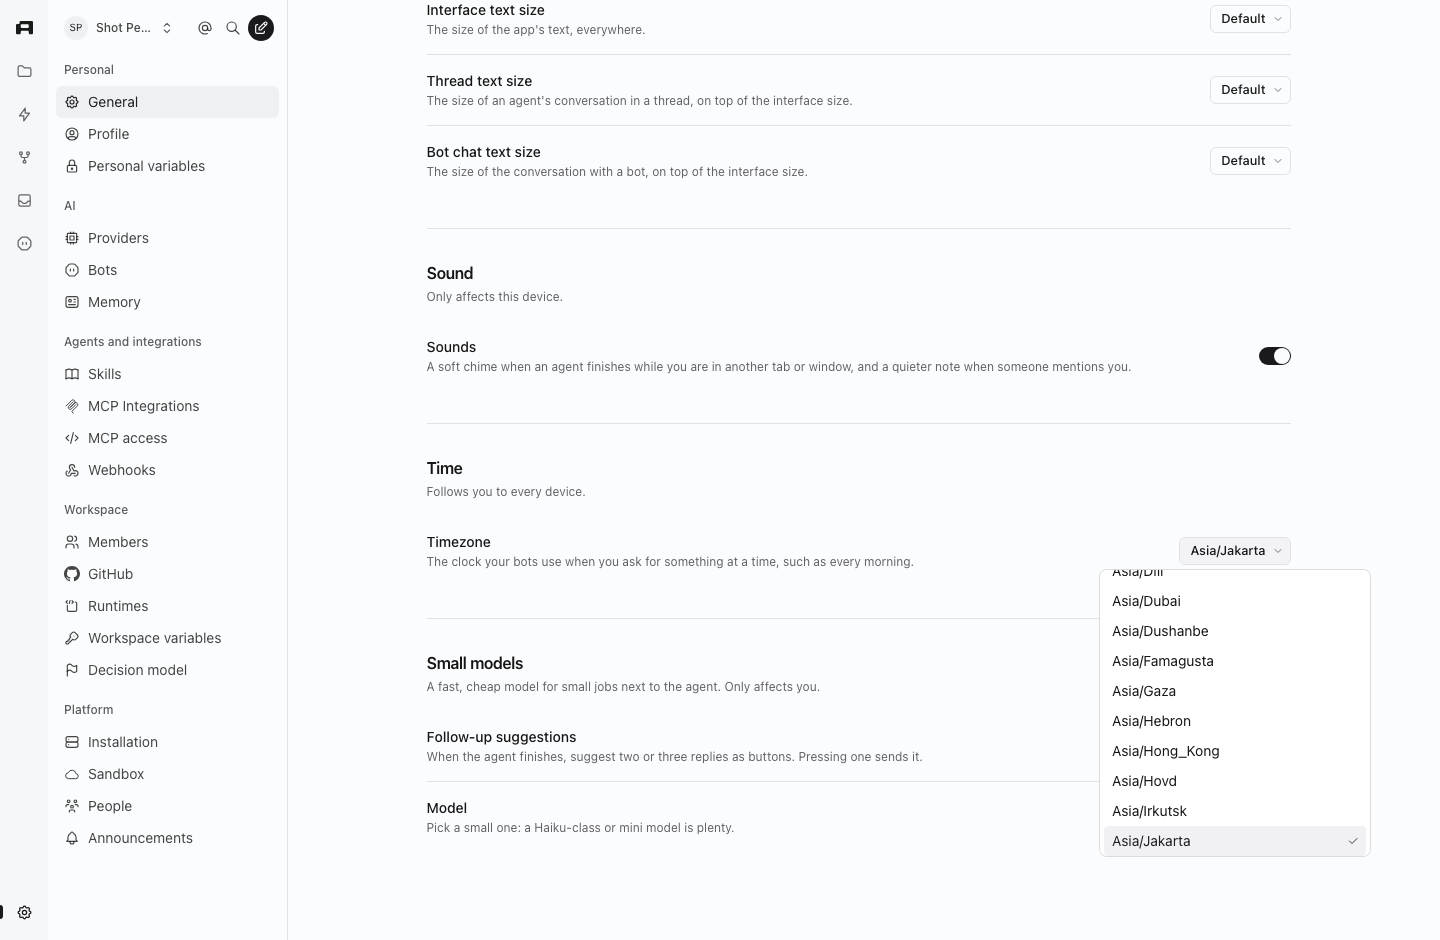 SP
Shot Pe...
Personal
General
Profile
Personal variables
AI
Providers
Bots
Memory
Agents and integrations
Skills
MCP Integrations
MCP access
Webhooks
Workspace
Members
GitHub
Runtimes
Workspace variables
Decision model
Platform
Installation
Sandbox
People
Announcements
Interface text size
Default
The size of the app's text, everywhere.
Thread text size
Default
The size of an agent's conversation in a thread, on top of the interface size.
Bot chat text size
Default
The size of the conversation with a bot, on top of the interface size.
Sound
Only affects this device.
Sounds
A soft chime when an agent finishes while you are in another tab or window, and a quieter note when someone mentions you.
Time
Follows you to every device.
Timezone
Asia/Jakarta
The clock your bots use when you ask for something at a time, such as every morning.
Asia/Dili
Asia/Dubai
Asia/Dushanbe
Asia/Famagusta
Asia/Gaza
Asia/Hebron
Asia/Hong_Kong
Asia/Hovd
Asia/Irkutsk
Asia/Jakarta
Small models
A fast, cheap model for small jobs next to the agent. Only affects you.
Follow-up suggestions
When the agent finishes, suggest two or three replies as buttons. Pressing one sends it.
Model
Pick a small one: a Haiku-class or mini model is plenty.